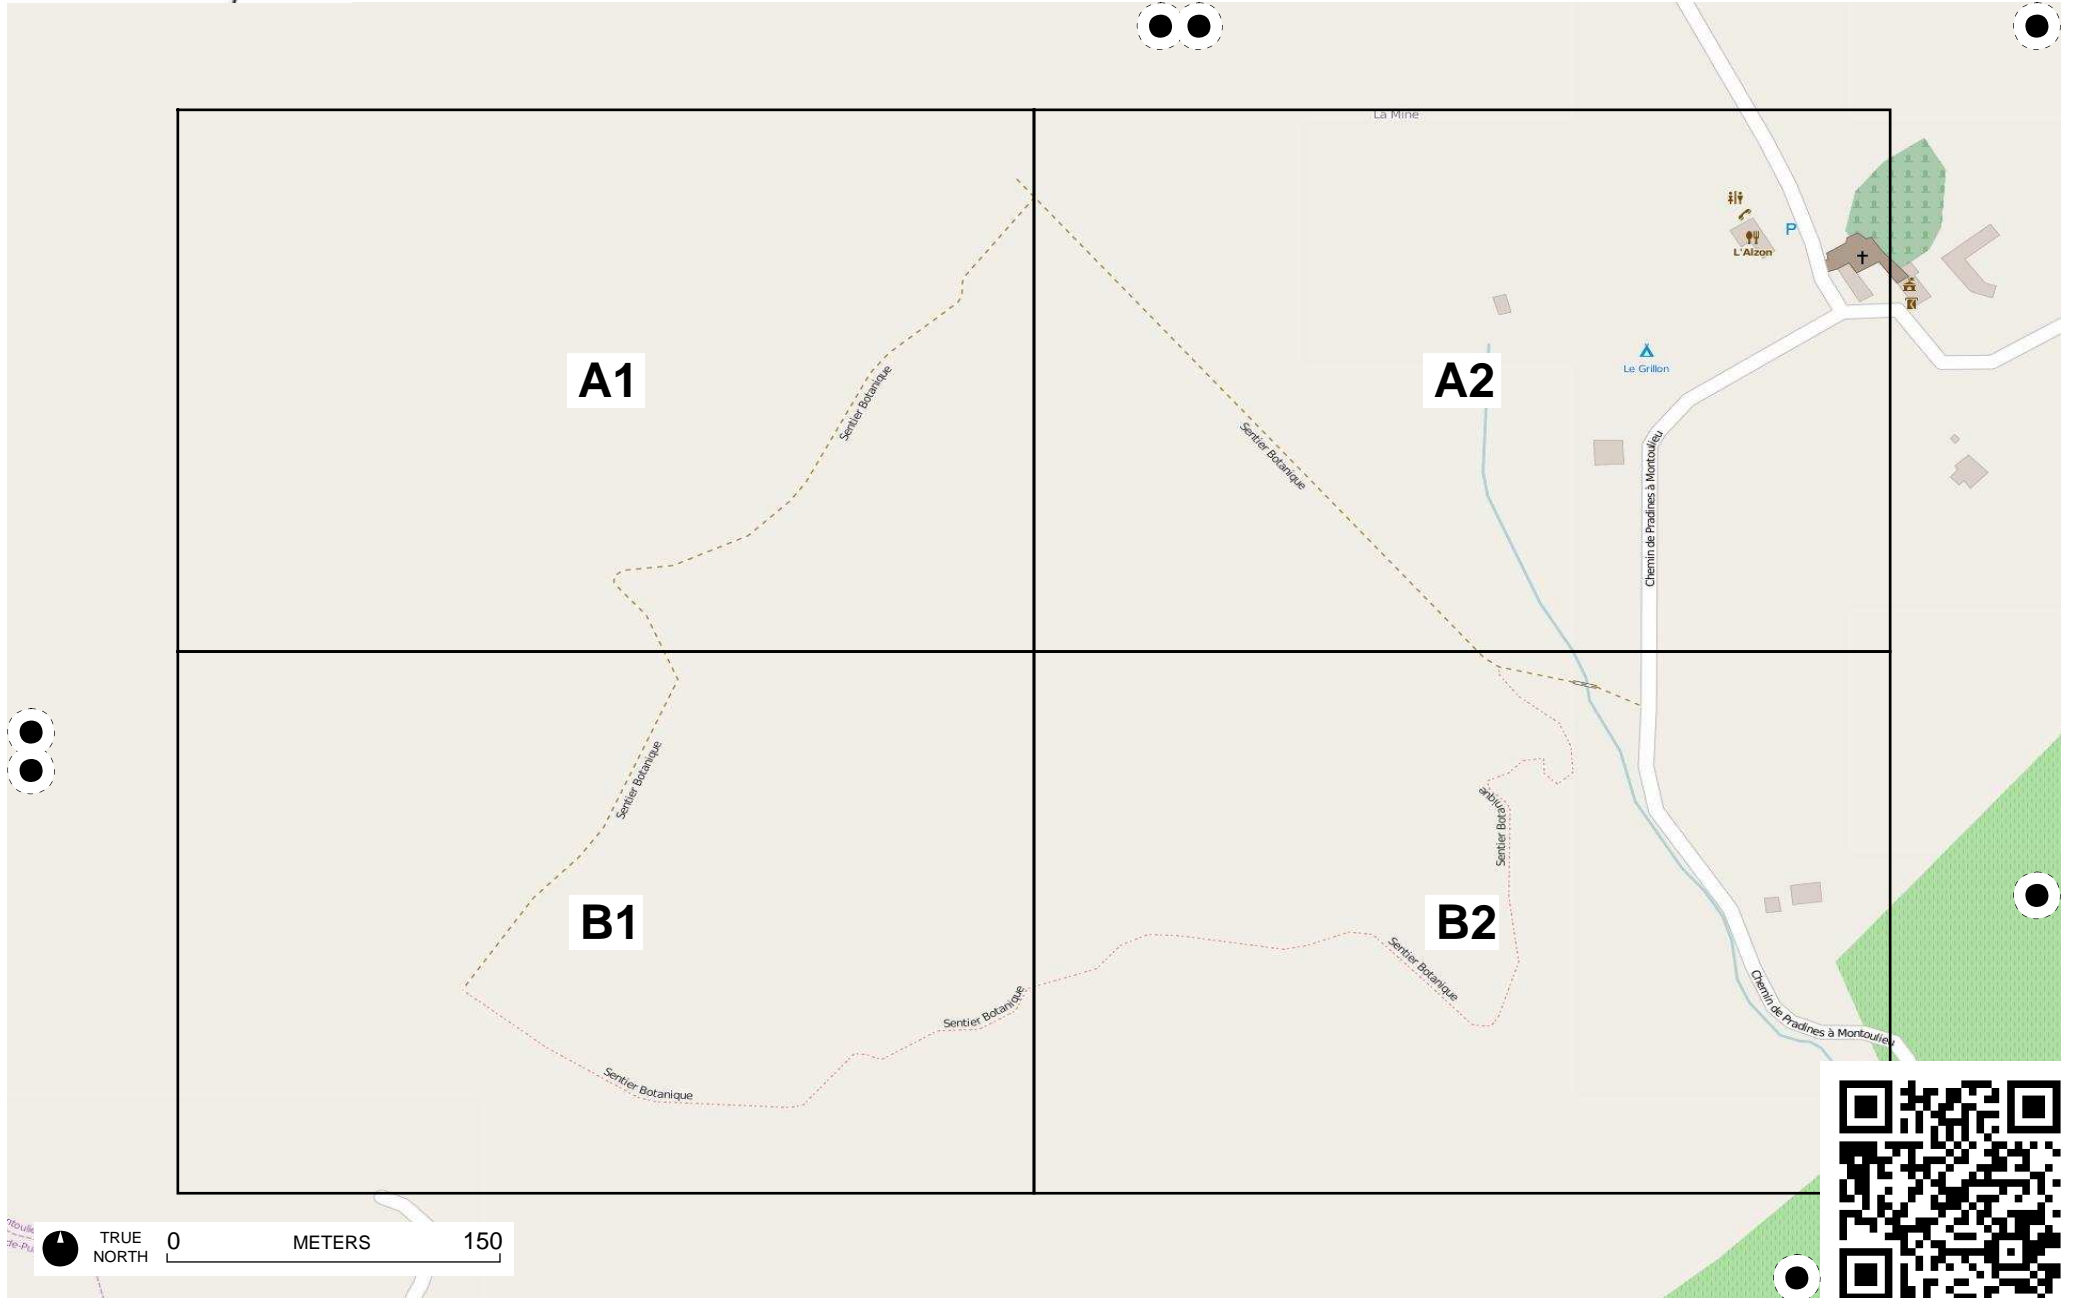 La Mine
L'Alzon
P
Le Grillon
A1
A2
Sentier Botanique
Sentier Botanique
Chemin de Pradines à Montoulieu
Sentier Botanique
Sentier Botanique
B1
B2
Sentier Botanique
Sentier Botanique
Chemin de Pradines à Montoulieu
Sentier Botanique
TRUE NORTH
0 METERS 150